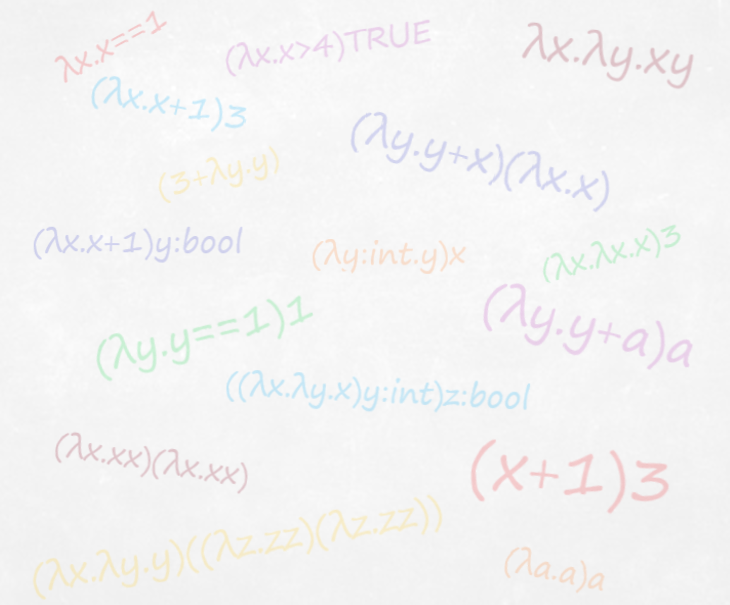 λx.x==1
(λx.x>4)TRUE
λx.λy.xy
(λx.x+1)3
(λy.y+x)(λx.x)
(3+λy.y)
(λx.x+1)y:bool
(λy:int.y)x
(λx.λx.x)3
(λy.y==1)1
(λy.y+a)a
((λx.λy.x)y:int)z:bool
(λx.xx)(λx.xx)
(x+1)3
(λx.λy.y)((λz.zz)(λz.zz))
(λa.a)a